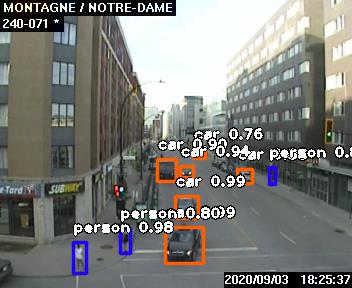 MONTAGNE / NOTRE-DAME
240-071 *
car 0.76
car 0.90
car 0.94
person 0.8
car 0.99
person 0.80
person 0.98
SUBWAY
2020/09/03 18:25:37